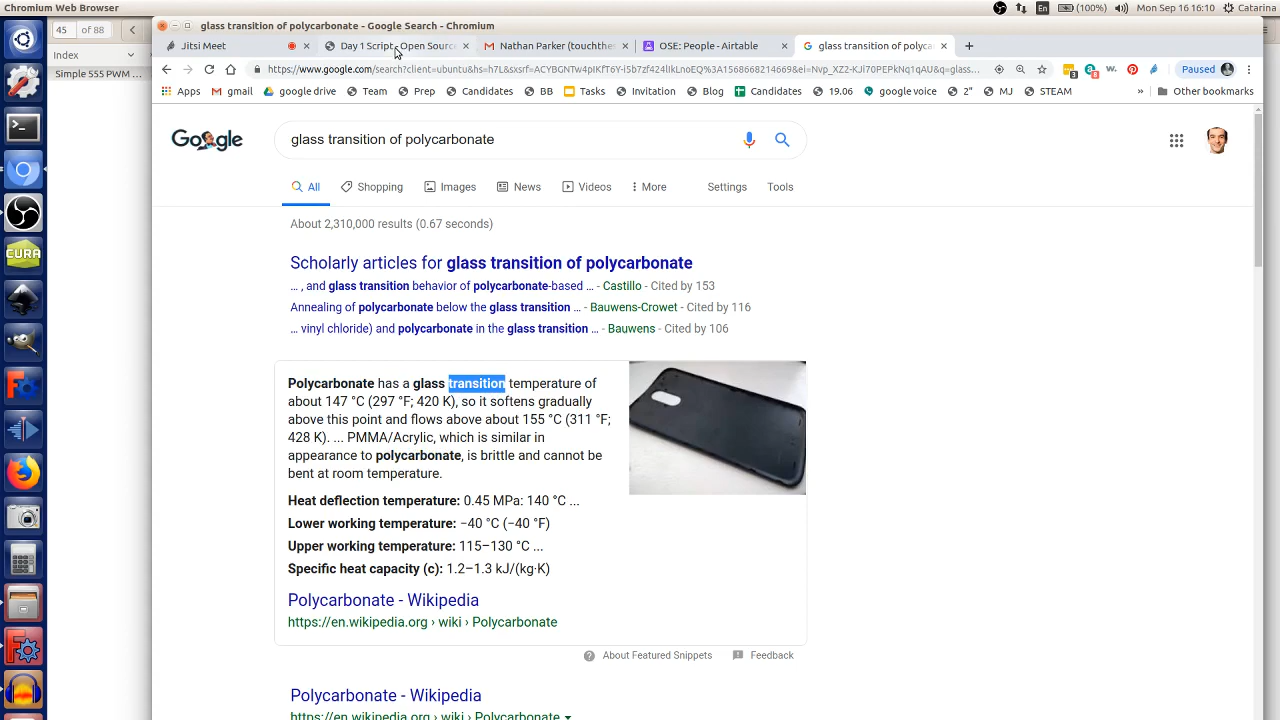 Chromium Web Browser
En
(100%)
Mon Sep 16 16:10
Catarina
glass transition of polycarbonate - Google Search - Chromium
45 of 88
Index
Simple 555 PWM ...
Jitsi Meet
Day 1 Script - Open Sourc
Nathan Parker (touchthe
OSE: People - Airtable
glass transition of polyca
Paused
Apps
gmail
google drive
Team
Prep
Candidates
BB
Tasks
Invitation
Blog
Candidates
19.06
google voice
2"
MJ
STEAM
»
Other bookmarks
Google
glass transition of polycarbonate
All
Shopping
Images
News
Videos
More
Settings
Tools
About 2,310,000 results (0.67 seconds)
Scholarly articles for glass transition of polycarbonate
... , and glass transition behavior of polycarbonate-based ... - Castillo - Cited by 153
Annealing of polycarbonate below the glass transition ... - Bauwens-Crowet - Cited by 116
... vinyl chloride) and polycarbonate in the glass transition ... - Bauwens - Cited by 106
Polycarbonate has a glass transition temperature of
about 147 °C (297 °F; 420 K), so it softens gradually
above this point and flows above about 155 °C (311 °F;
428 K). ... PMMA/Acrylic, which is similar in
appearance to polycarbonate, is brittle and cannot be
bent at room temperature.
Heat deflection temperature: 0.45 MPa: 140 °C ...
Lower working temperature: −40 °C (−40 °F)
Upper working temperature: 115–130 °C ...
Specific heat capacity (c): 1.2–1.3 kJ/(kg·K)
Polycarbonate - Wikipedia
https://en.wikipedia.org › wiki › Polycarbonate
About Featured Snippets
Feedback
Polycarbonate - Wikipedia
https://en.wikipedia.org › wiki › Polycarbonate
CURA